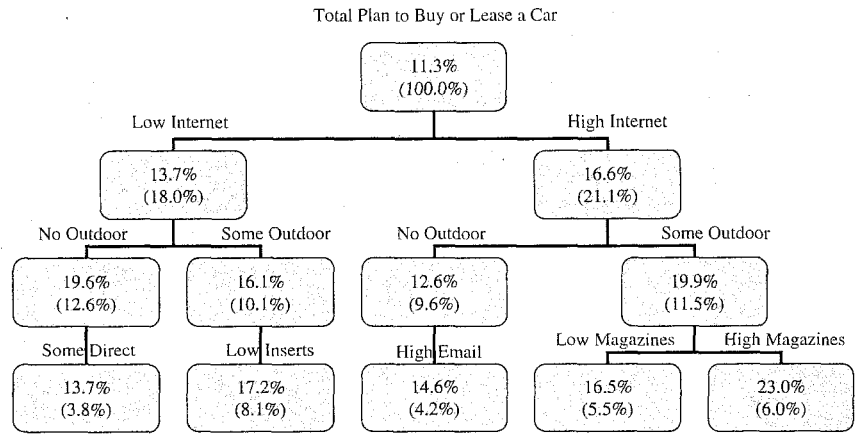 Total Plan to Buy or Lease a Car
11.3%
(100.0%)
Low Internet
High Internet
13.7%
(18.0%)
16.6%
(21.1%)
No Outdoor
Some Outdoor
No Outdoor
Some Outdoor
19.6%
(12.6%)
16.1%
(10.1%)
12.6%
(9.6%)
19.9%
(11.5%)
Some Direct
Low Inserts
High Email
Low Magazines
High Magazines
13.7%
(3.8%)
17.2%
(8.1%)
14.6%
(4.2%)
16.5%
(5.5%)
23.0%
(6.0%)